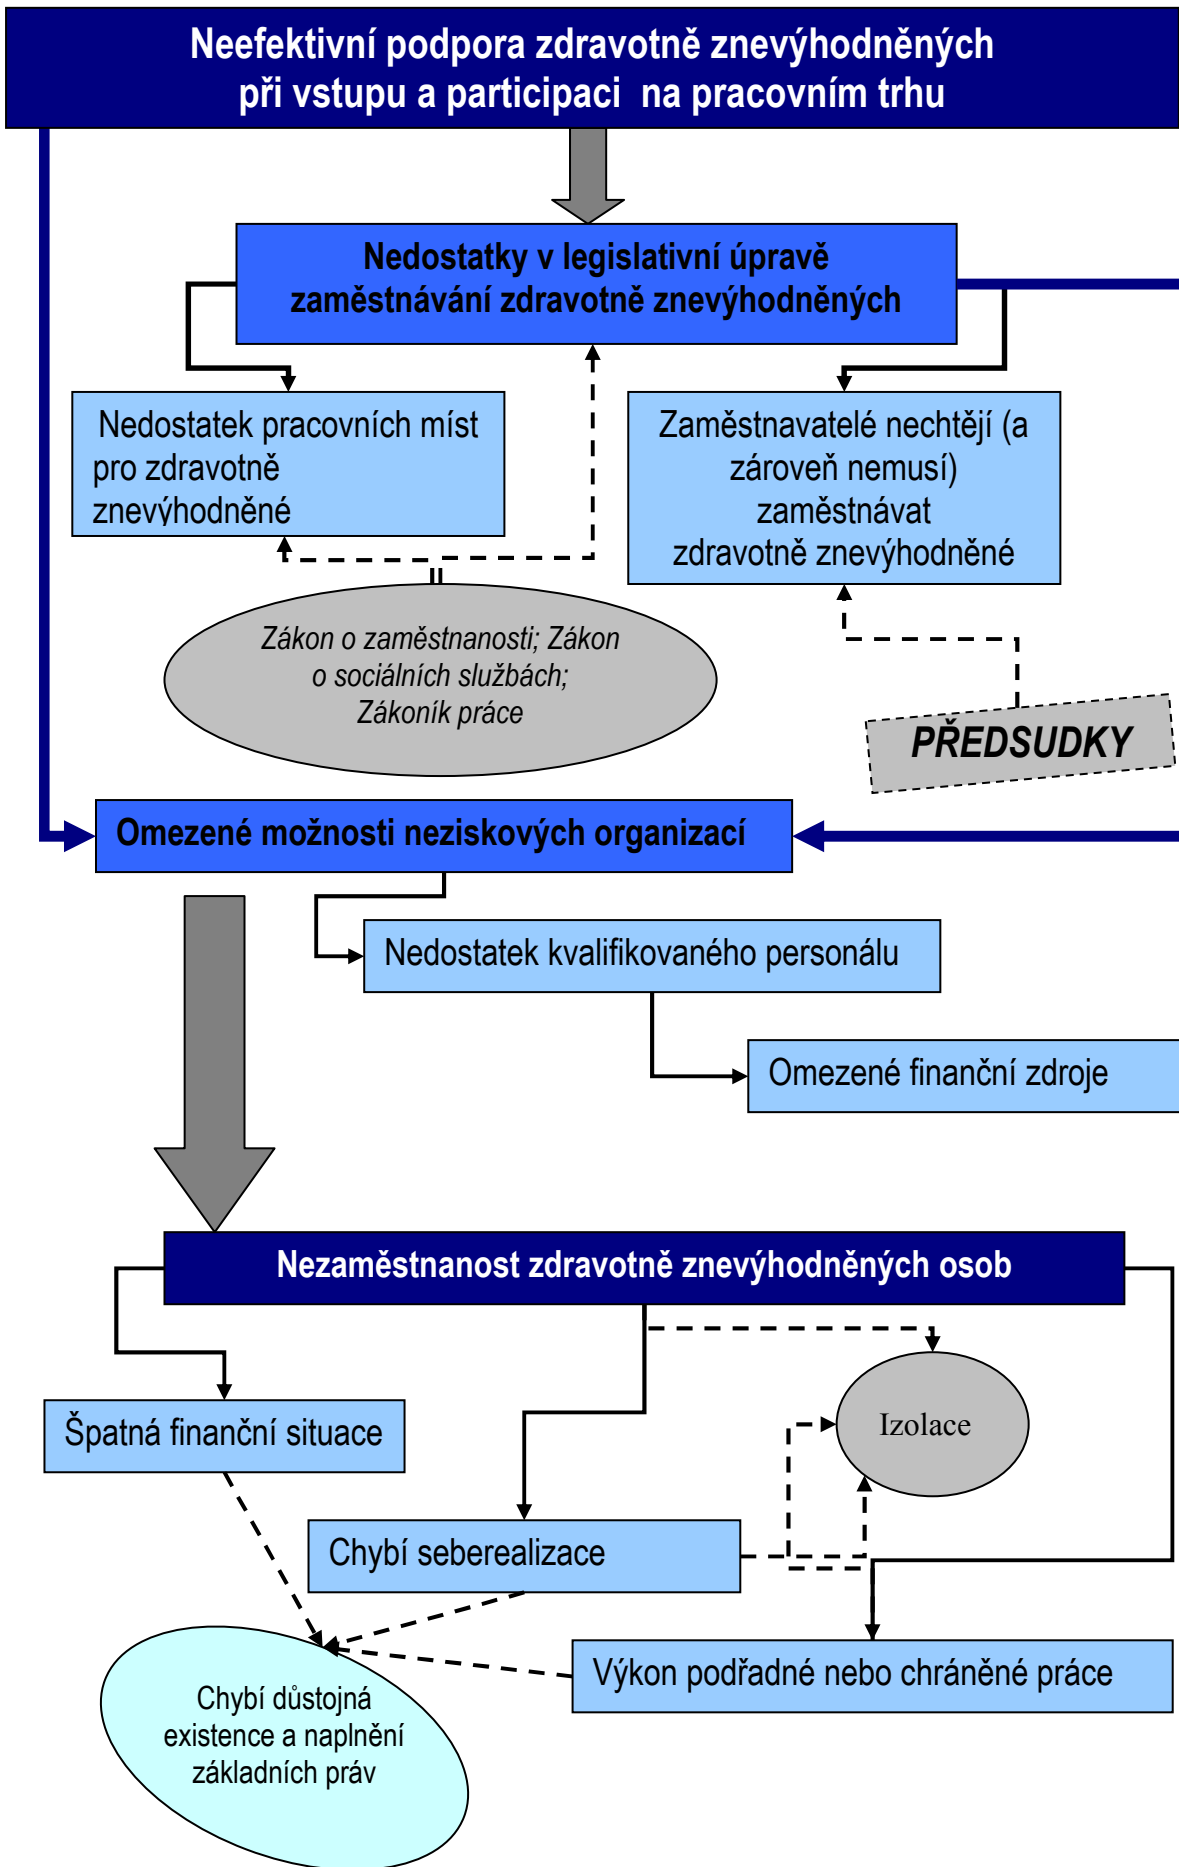 Neefektivní podpora zdravotně znevýhodněných
při vstupu a participaci na pracovním trhu
Nedostatky v legislativní úpravě
zaměstnávání zdravotně znevýhodněných
Nedostatek pracovních míst
pro zdravotně
znevýhodněné
Zaměstnavatelé nechtějí (a
zároveň nemusí)
zaměstnávat
zdravotně znevýhodněné
Zákon o zaměstnanosti; Zákon
o sociálních službách;
Zákoník práce
PŘEDSUDKY
Omezené možnosti neziskových organizací
Nedostatek kvalifikovaného personálu
Omezené finanční zdroje
Nezaměstnanost zdravotně znevýhodněných osob
Špatná finanční situace
Izolace
Chybí seberealizace
Výkon podřadné nebo chráněné práce
Chybí důstojná
existence a naplnění
základních práv